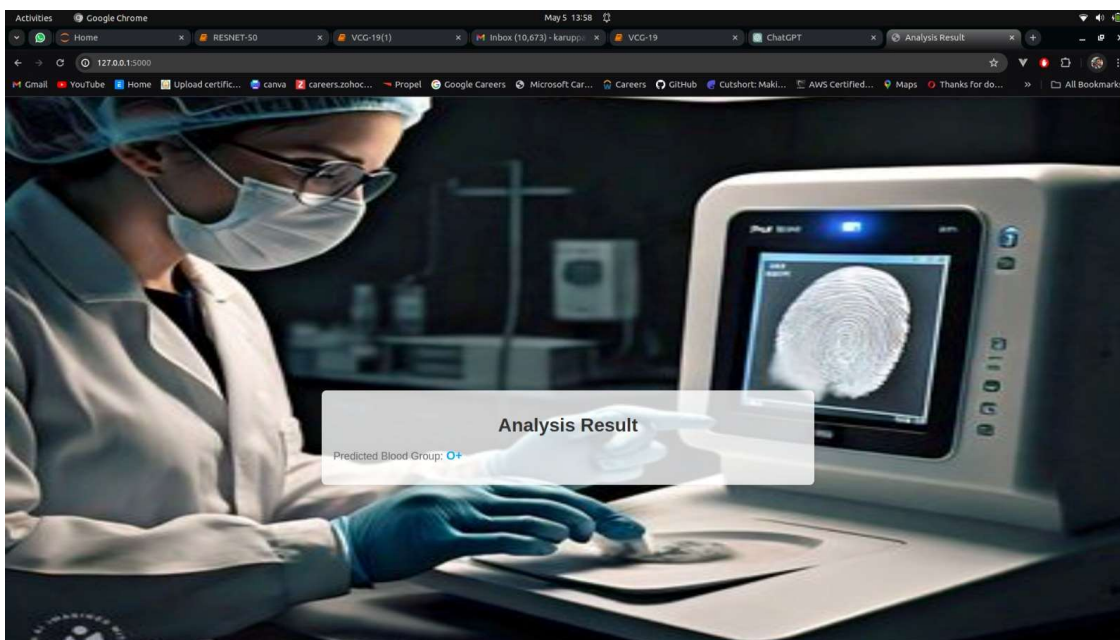 Activities Google Chrome May 5 13:58
Home RESNET-50 VCG-19(1) Inbox (10,673) - karuppa VCG-19 ChatGPT Analysis Result
127.0.0.1:5000
Gmail YouTube Home Upload certific... canva careers.zohoc... Propel Google Careers Microsoft Car... Careers GitHub Cutshort: Maki... AWS Certified... Maps Thanks for do... » All Bookmarks
Analysis Result
Predicted Blood Group: O+